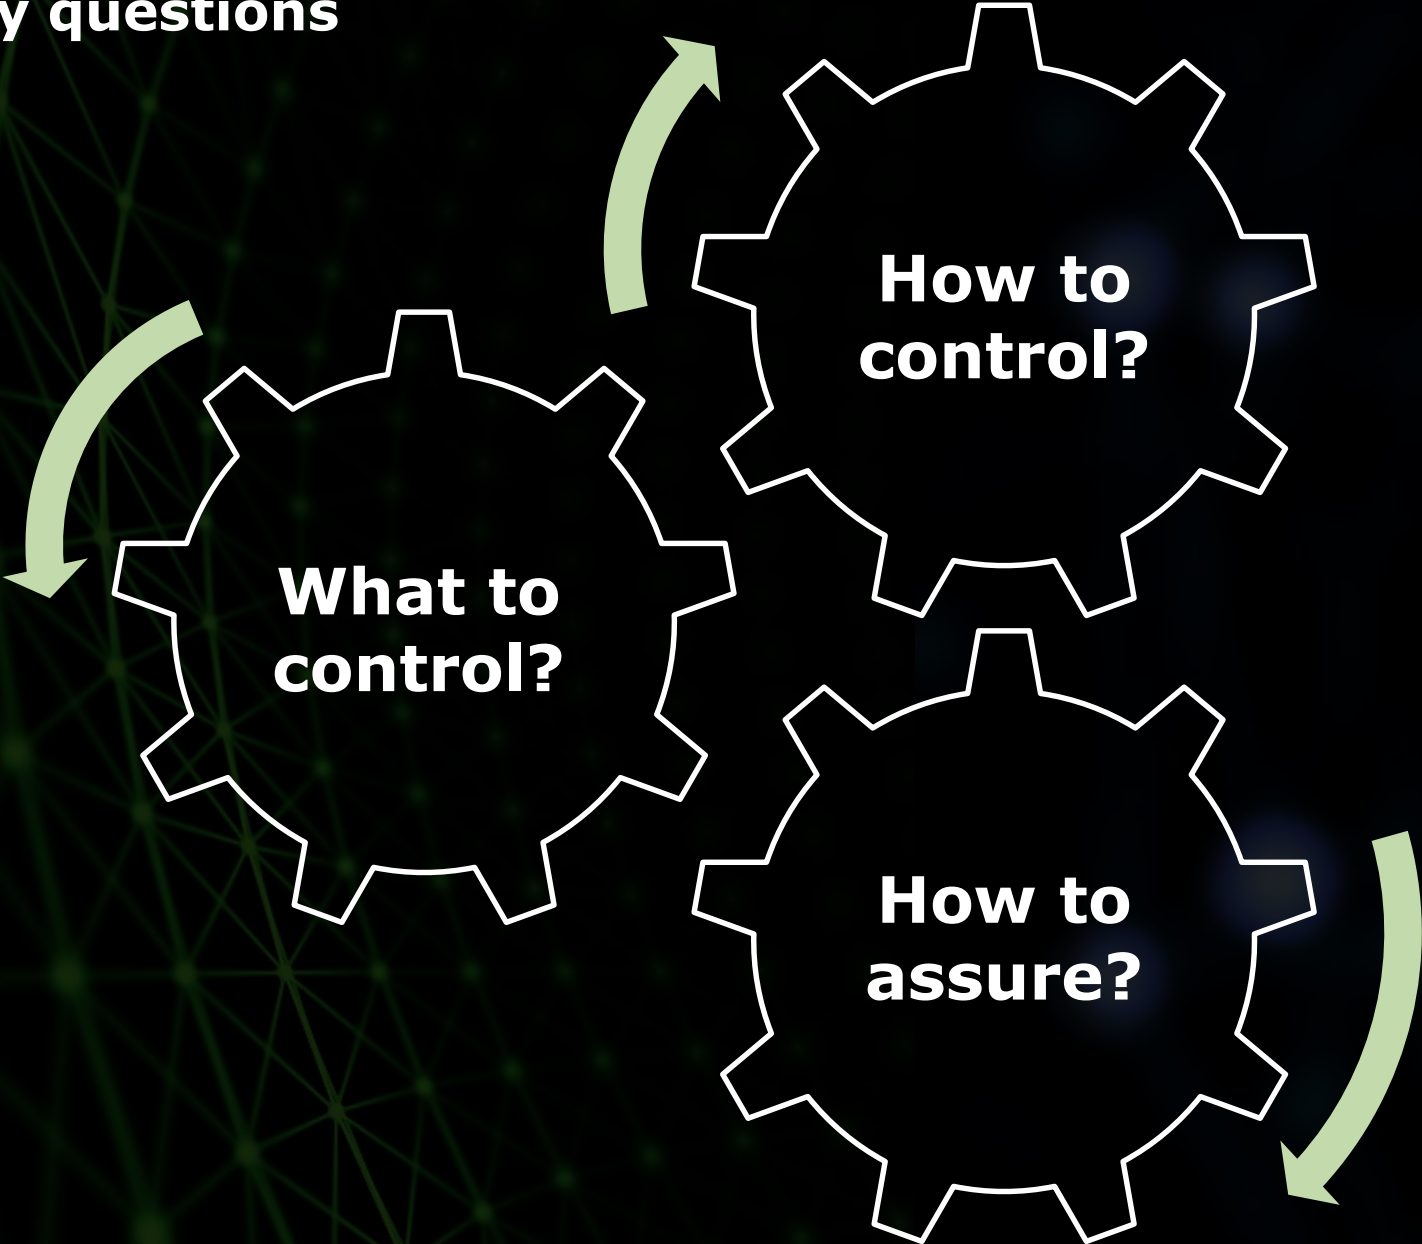 y questions
How to
control?
What to
control?
How to
assure?